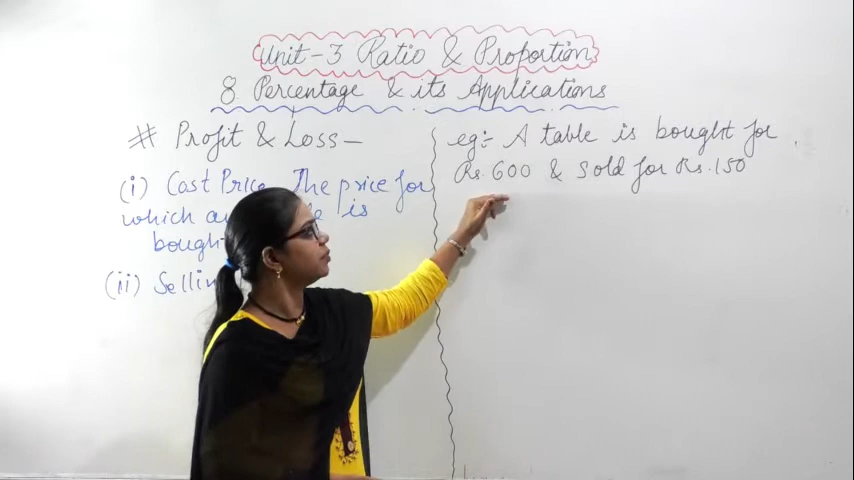 Unit-3 Ratio & Proportion
8 Percentage & its Applications
# Profit & Loss-
(i) Cost Price The price for
which is
bought
(ii)
eg:- A table is bought for
Rs. 600 & sold for Rs. 150